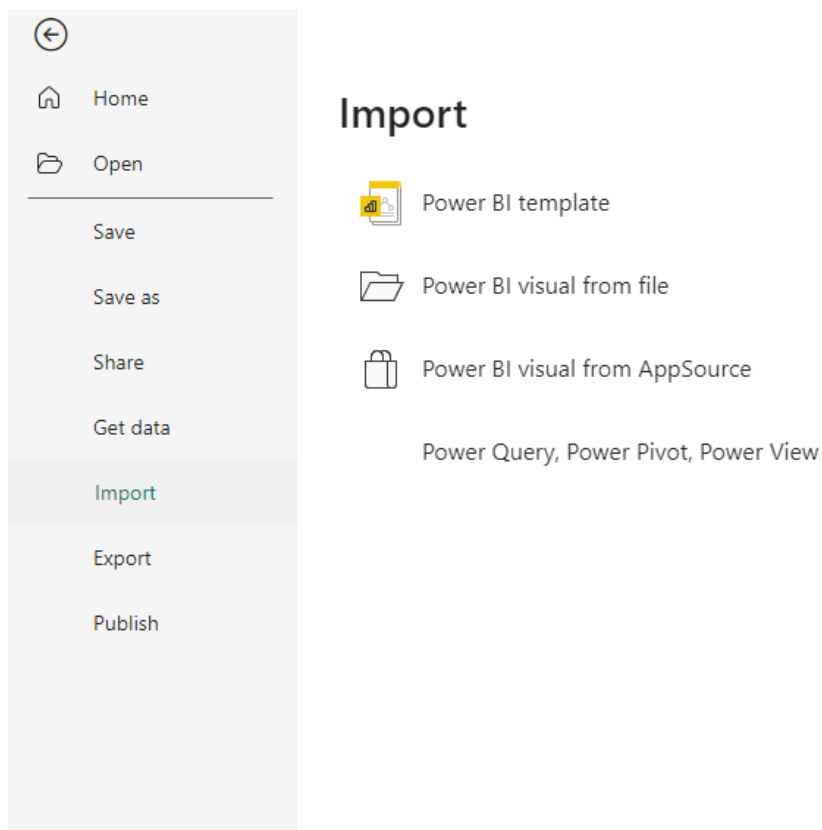 Home
Open
Save
Save as
Share
Get data
Import
Export
Publish
Import
Power BI template
Power BI visual from file
Power BI visual from AppSource
Power Query, Power Pivot, Power View